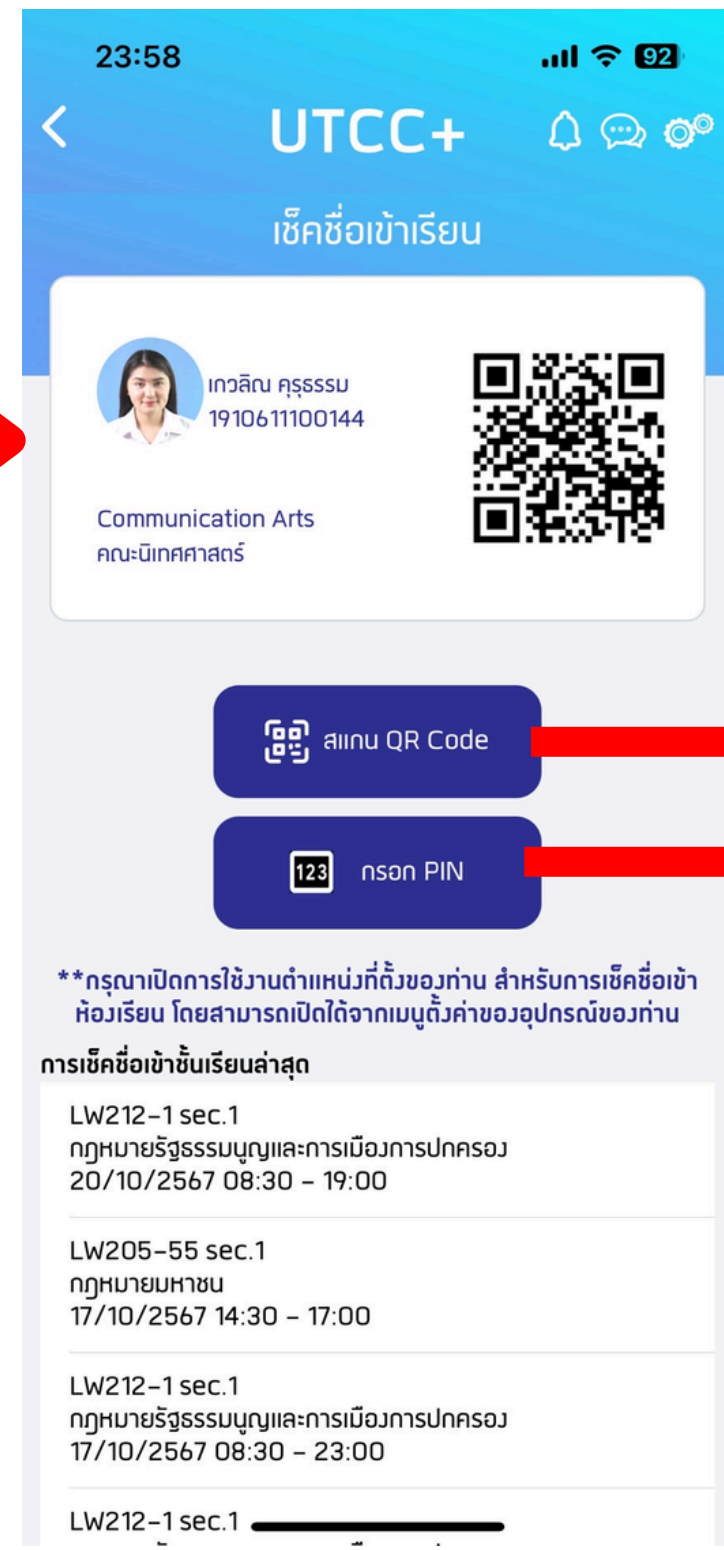 23:58
92
UTCC+
เช็คชื่อเข้าเรียน
เกวลิณ คุรุธรรม
1910611100144
Communication Arts
คณะนิเทศศาสตร์
สแกน QR Code
123 กรอก PIN
**กรุณาเปิดการใช้งานตำแหน่งที่ตั้งของท่าน สำหรับการเช็คชื่อเข้า
ห้องเรียน โดยสามารถเปิดได้จากเมนูตั้งค่าของอุปกรณ์ของท่าน
การเช็คชื่อเข้าชั้นเรียนล่าสุด
LW212-1 sec.1
กฎหมายรัฐธรรมนูญและการเมืองการปกครอง
20/10/2567 08:30 - 19:00
LW205-55 sec.1
กฎหมายมหาชน
17/10/2567 14:30 - 17:00
LW212-1 sec.1
กฎหมายรัฐธรรมนูญและการเมืองการปกครอง
17/10/2567 08:30 - 23:00
LW212-1 sec.1